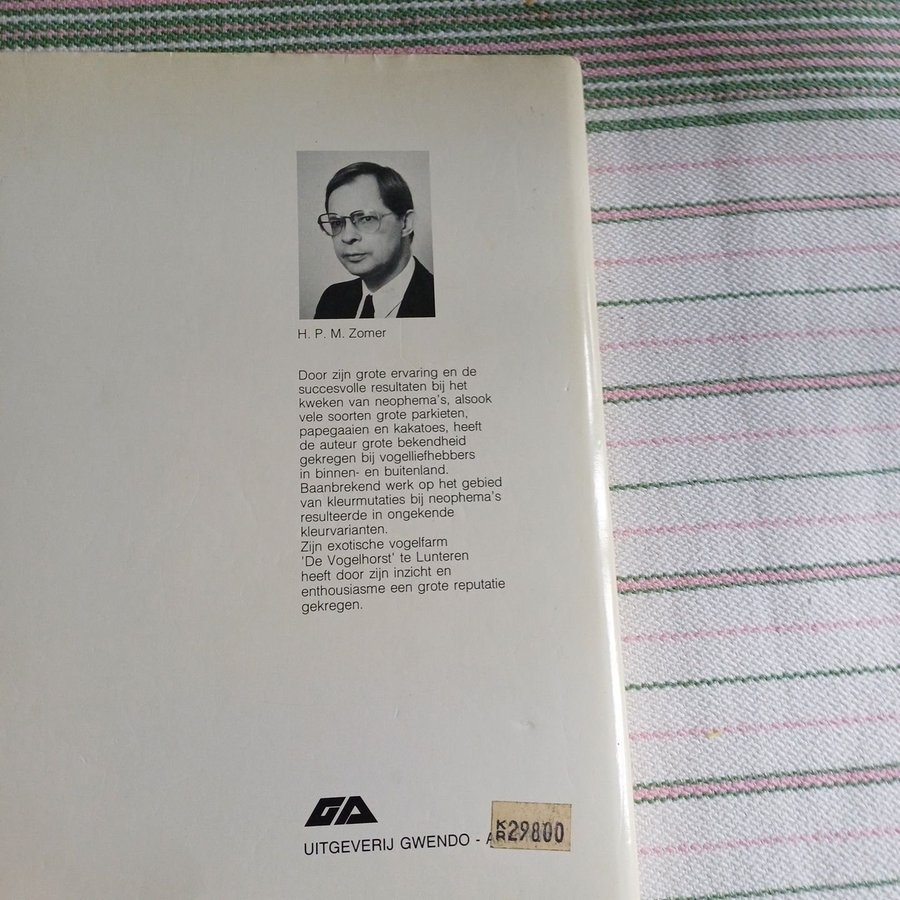 H. P. M. Zomer
Door zijn grote ervaring en de
succesvolle resultaten bij het
kweken van neophema's, alsook
vele soorten grote parkieten,
papegaaien en kakatoes, heeft
de auteur grote bekendheid
gekregen bij vogelliefhebbers
in binnen- en buitenland.
Baanbrekend werk op het gebied
van kleurmutaties bij neophema's
resulteerde in ongekende
kleurvarianten.
Zijn exotische vogelfarm
'De Vogelhorst' te Lunteren
heeft door zijn inzicht en
enthousiasme een grote reputatie
gekregen.
GA
UITGEVERIJ GWENDO -
KR29800